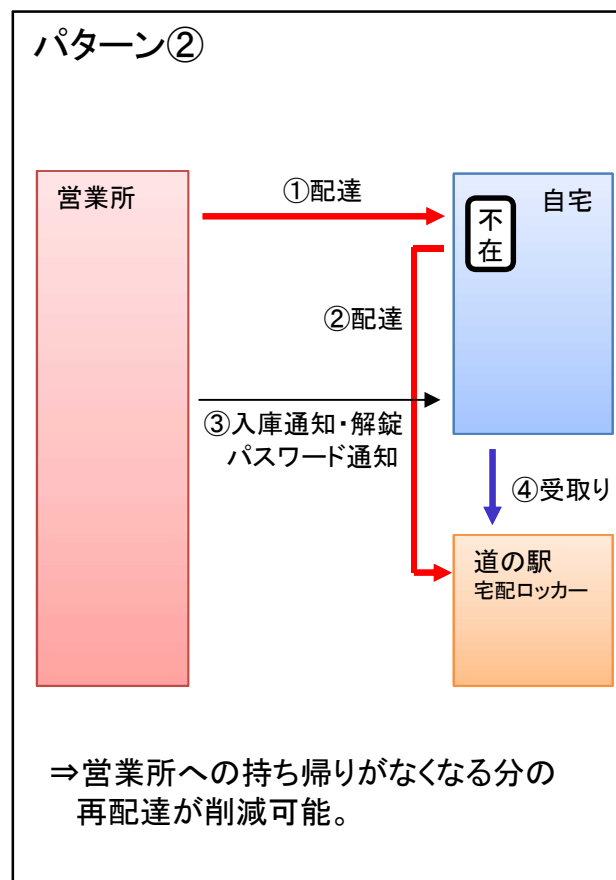 パターン②
営業所
①配達
自宅
不
在
②配達
③入庫通知・解錠
パスワード通知
④受取り
道の駅
宅配ロッカー
⇒営業所への持ち帰りがなくなる分の
再配達が削減可能。